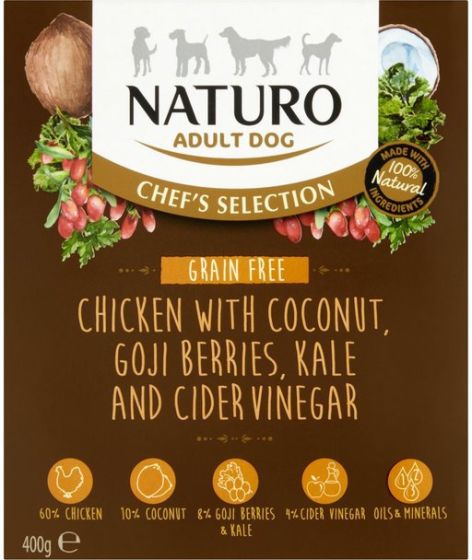 NATURO
ADULT DOG
CHEF'S SELECTION
MADE WITH
100%
Natural
INGREDIENTS
GRAIN FREE
CHICKEN WITH COCONUT,
GOJI BERRIES, KALE
AND CIDER VINEGAR
60% CHICKEN
10% COCONUT
8% GOJI BERRIES
& KALE
4% CIDER VINEGAR
OILS & MINERALS
400g ℮